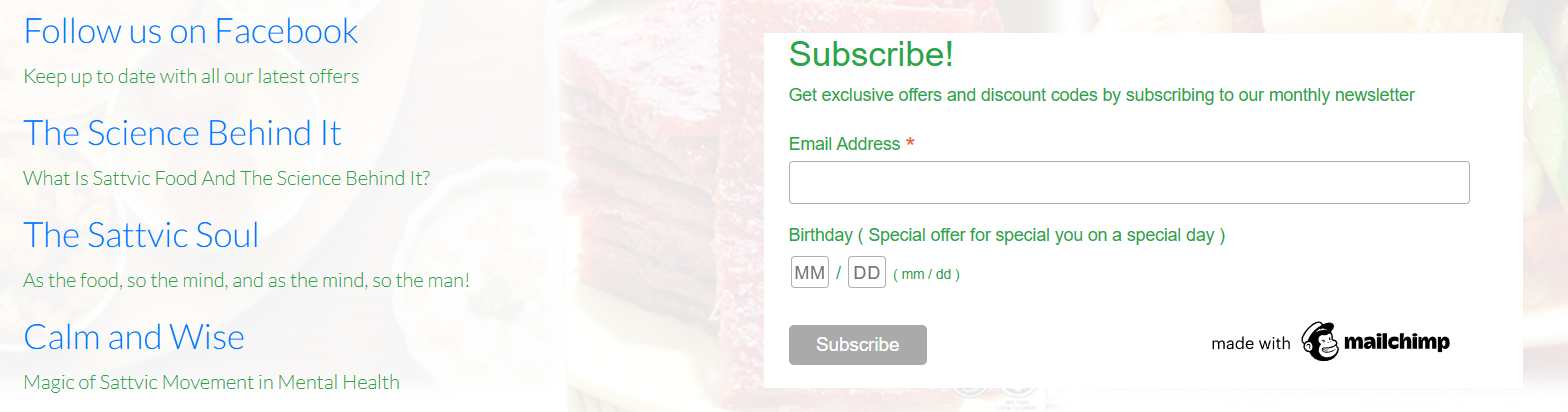 Follow us on Facebook
Keep up to date with all our latest offers
The Science Behind It
What Is Sattvic Food And The Science Behind It?
The Sattvic Soul
As the food, so the mind, and as the mind, so the man!
Calm and Wise
Magic of Sattvic Movement in Mental Health
Subscribe!
Get exclusive offers and discount codes by subscribing to our monthly newsletter
Email Address *
Birthday ( Special offer for special you on a special day )
MM / DD ( mm / dd )
Subscribe
made with mailchimp